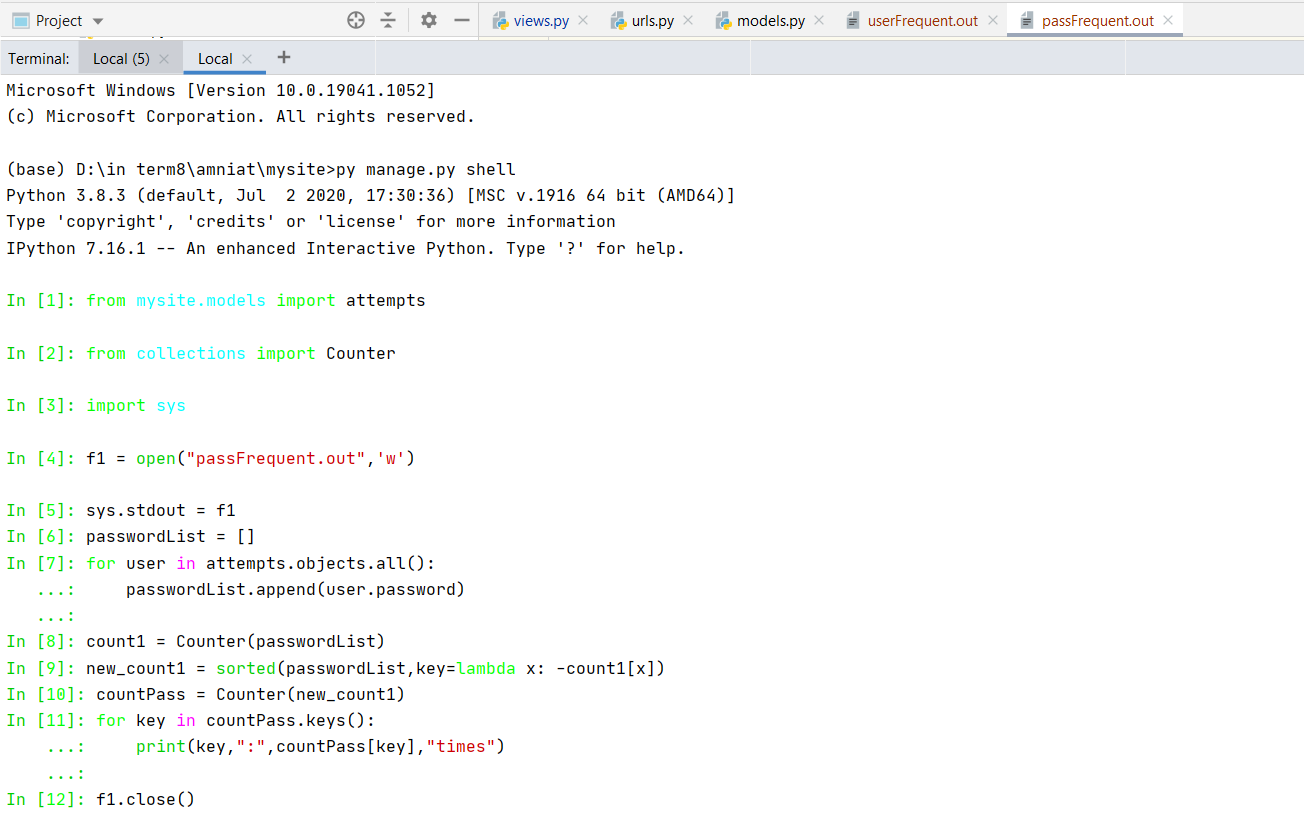 Project views.py urls.py models.py userFrequent.out passFrequent.out
Terminal: Local (5) Local
Microsoft Windows [Version 10.0.19041.1052]
(c) Microsoft Corporation. All rights reserved.
(base) D:\in term8\amniat\mysite>py manage.py shell
Python 3.8.3 (default, Jul  2 2020, 17:30:36) [MSC v.1916 64 bit (AMD64)]
Type 'copyright', 'credits' or 'license' for more information
IPython 7.16.1 -- An enhanced Interactive Python. Type '?' for help.
In [1]: from mysite.models import attempts
In [2]: from collections import Counter
In [3]: import sys
In [4]: f1 = open("passFrequent.out",'w')
In [5]: sys.stdout = f1
In [6]: passwordList = []
In [7]: for user in attempts.objects.all():
   ...:     passwordList.append(user.password)
   ...:
In [8]: count1 = Counter(passwordList)
In [9]: new_count1 = sorted(passwordList,key=lambda x: -count1[x])
In [10]: countPass = Counter(new_count1)
In [11]: for key in countPass.keys():
    ...:     print(key,":",countPass[key],"times")
    ...:
In [12]: f1.close()